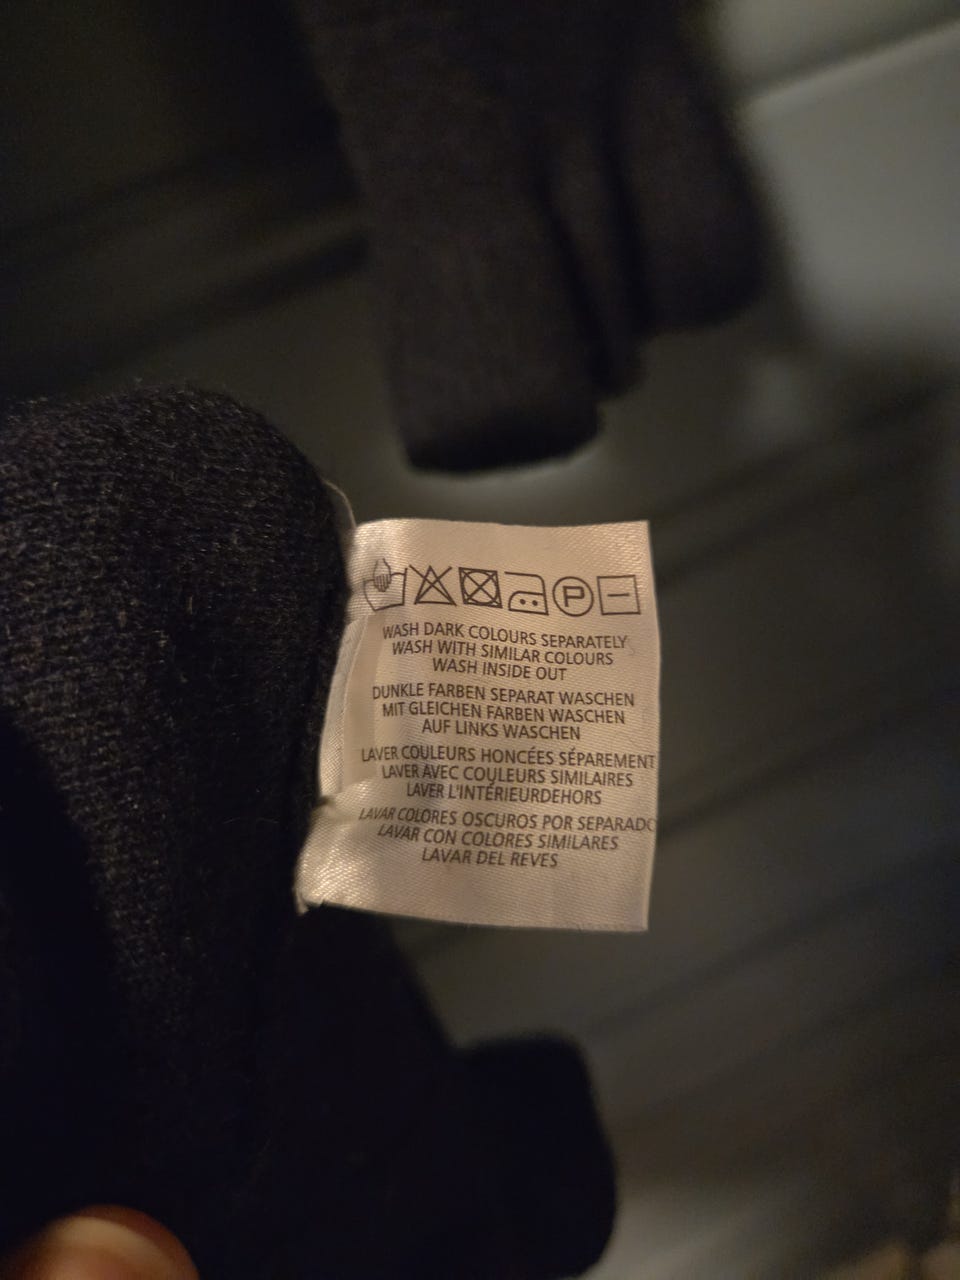 P
WASH DARK COLOURS SEPARATELY
WASH WITH SIMILAR COLOURS
WASH INSIDE OUT
DUNKLE FARBEN SEPARAT WASCHEN
MIT GLEICHEN FARBEN WASCHEN
AUF LINKS WASCHEN
LAVER COULEURS HONCÉES SÉPAREMENT
LAVER AVEC COULEURS SIMILAIRES
LAVER L'INTÉRIEURDEHORS
LAVAR COLORES OSCUROS POR SEPARADO
LAVAR CON COLORES SIMILARES
LAVAR DEL REVES